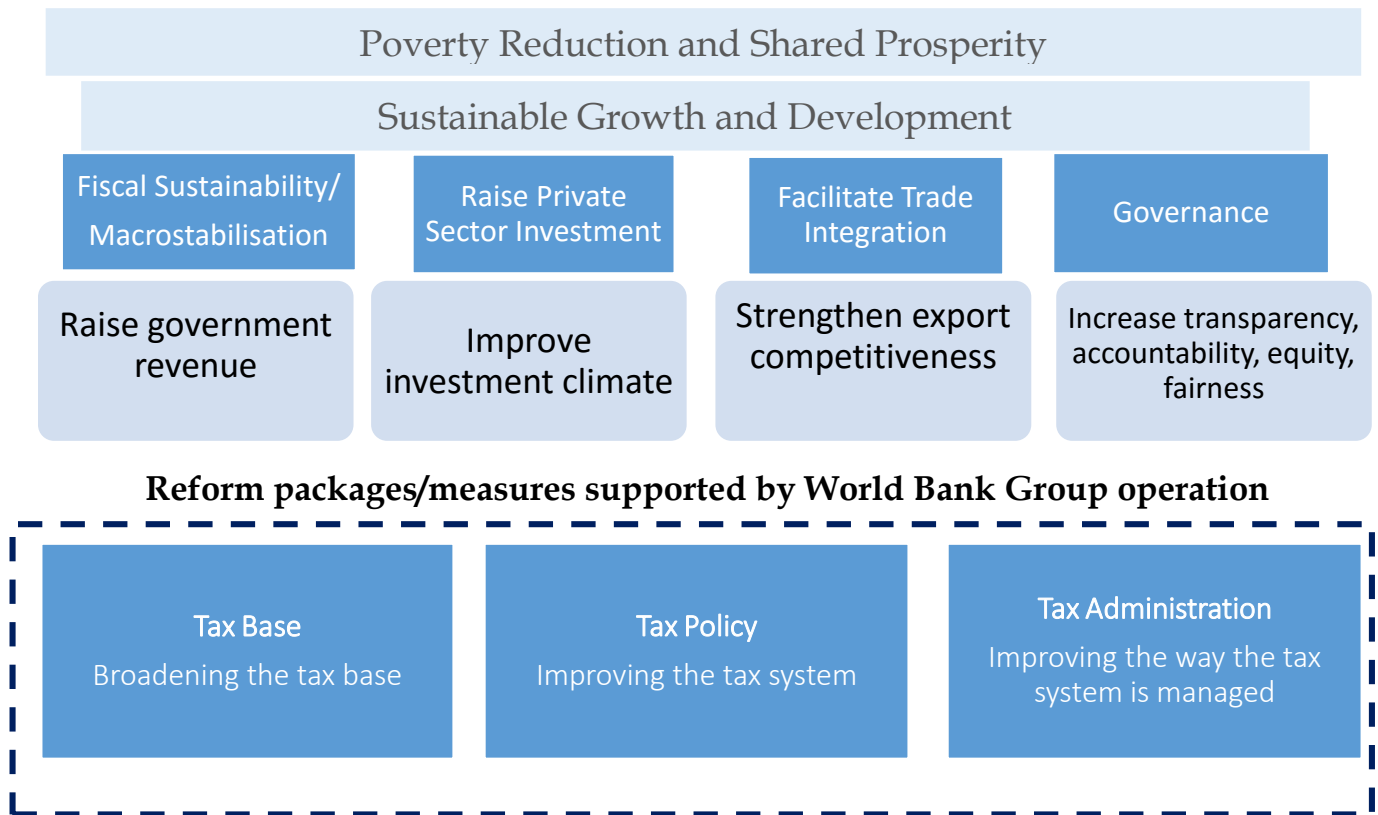 Poverty Reduction and Shared Prosperity
Sustainable Growth and Development
Fiscal Sustainability/
Macrostabilisation
Raise Private
Sector Investment
Facilitate Trade
Integration
Governance
Raise government
revenue
Improve
investment climate
Strengthen export
competitiveness
Increase transparency,
accountability, equity,
fairness
Reform packages/measures supported by World Bank Group operation
Tax Base
Broadening the tax base
Tax Policy
Improving the tax system
Tax Administration
Improving the way the tax
system is managed